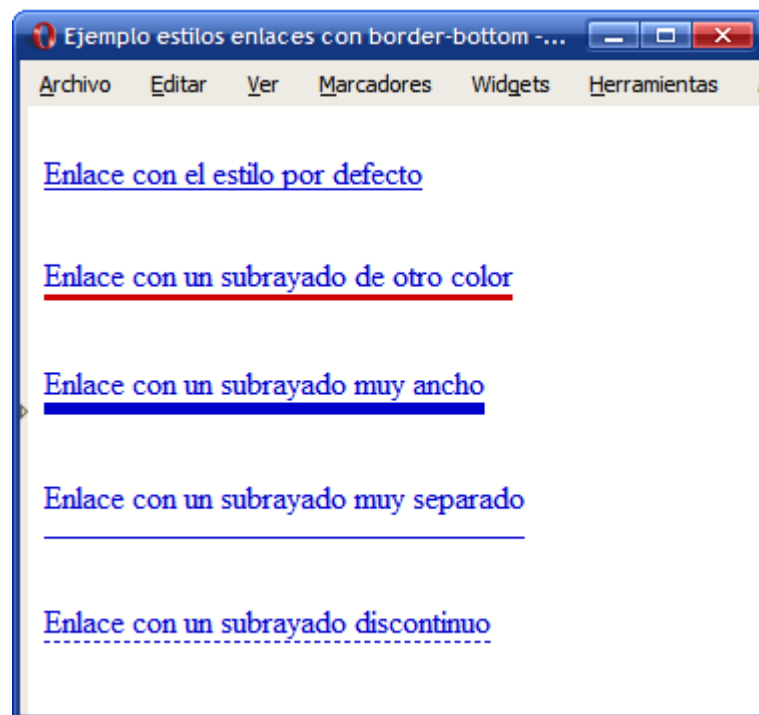 Ejemplo estilos enlaces con border-bottom -...
Archivo Editar Ver Marcadores Widgets Herramientas
Enlace con el estilo por defecto
Enlace con un subrayado de otro color
Enlace con un subrayado muy ancho
Enlace con un subrayado muy separado
Enlace con un subrayado discontinuo